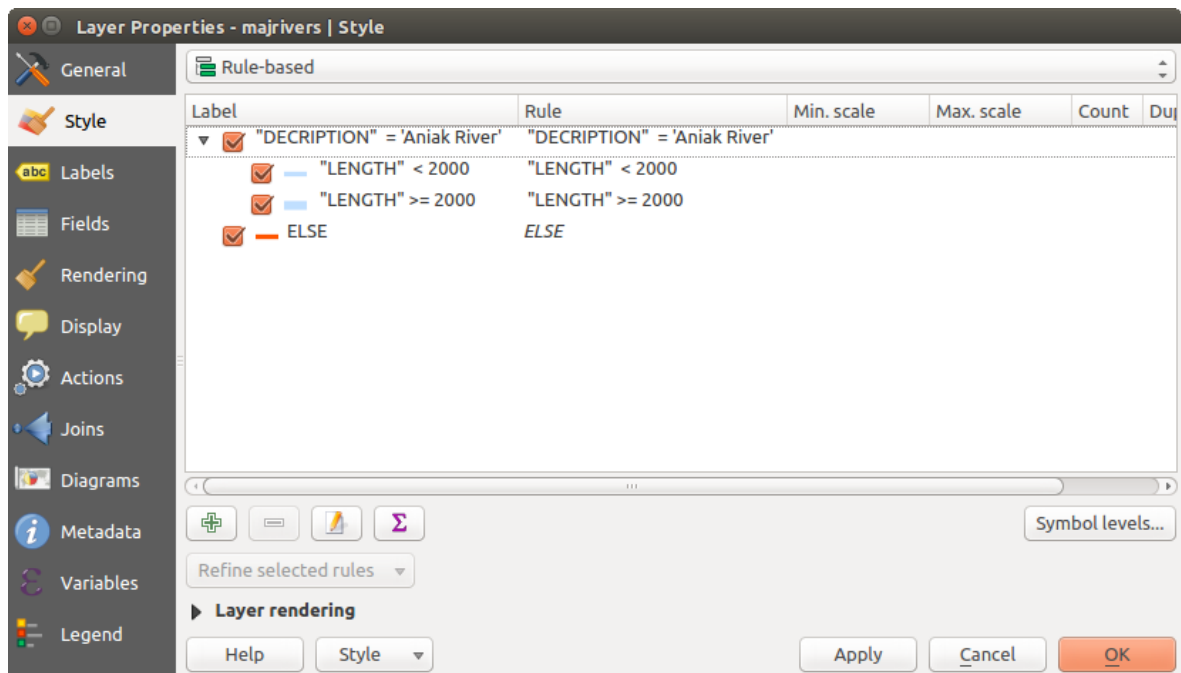 Layer Properties - majrivers | Style
General
Style
abc Labels
Fields
Rendering
Display
Actions
Joins
Diagrams
Metadata
Variables
Legend
Rule-based
Label Rule Min. scale Max. scale Count Du
"DECRIPTION" = 'Aniak River' "DECRIPTION" = 'Aniak River'
"LENGTH" < 2000 "LENGTH" < 2000
"LENGTH" >= 2000 "LENGTH" >= 2000
ELSE ELSE
Σ
Symbol levels...
Refine selected rules
Layer rendering
Help Style Apply Cancel OK